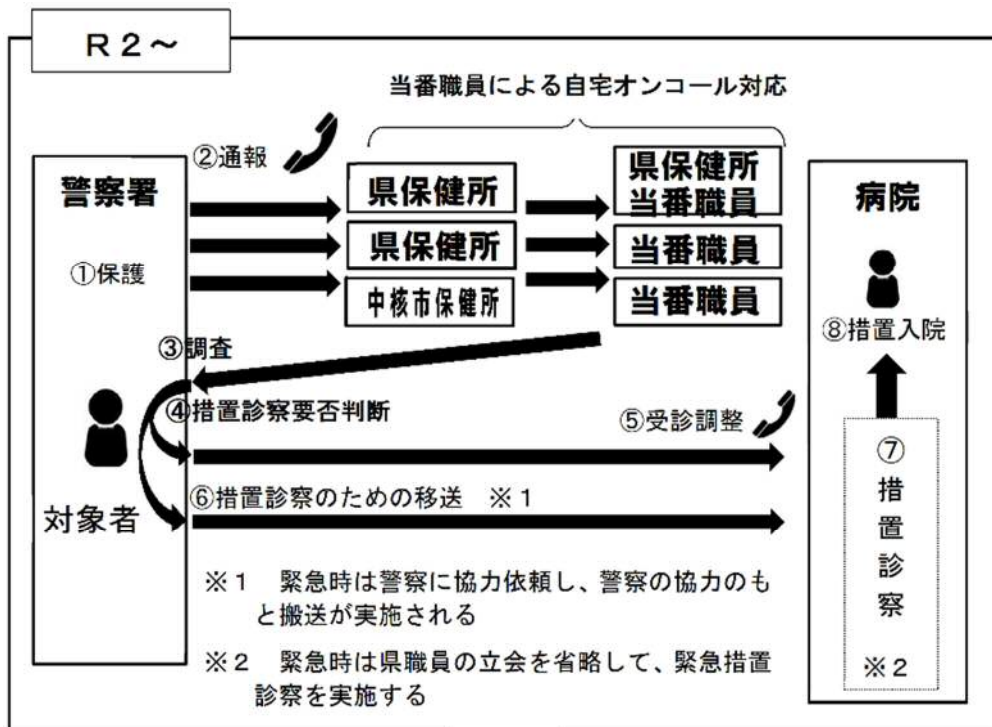 R2～
当番職員による自宅オンコール対応
②通報
警察署
①保護
県保健所
県保健所
中核市保健所
県保健所
当番職員
当番職員
当番職員
病院
⑧措置入院
③調査
④措置診察要否判断
⑤受診調整
対象者
⑥措置診察のための移送　※1
⑦措置診察
※2
※1　緊急時は警察に協力依頼し、警察の協力のも
と搬送が実施される
※2　緊急時は県職員の立会を省略して、緊急措置
診察を実施する